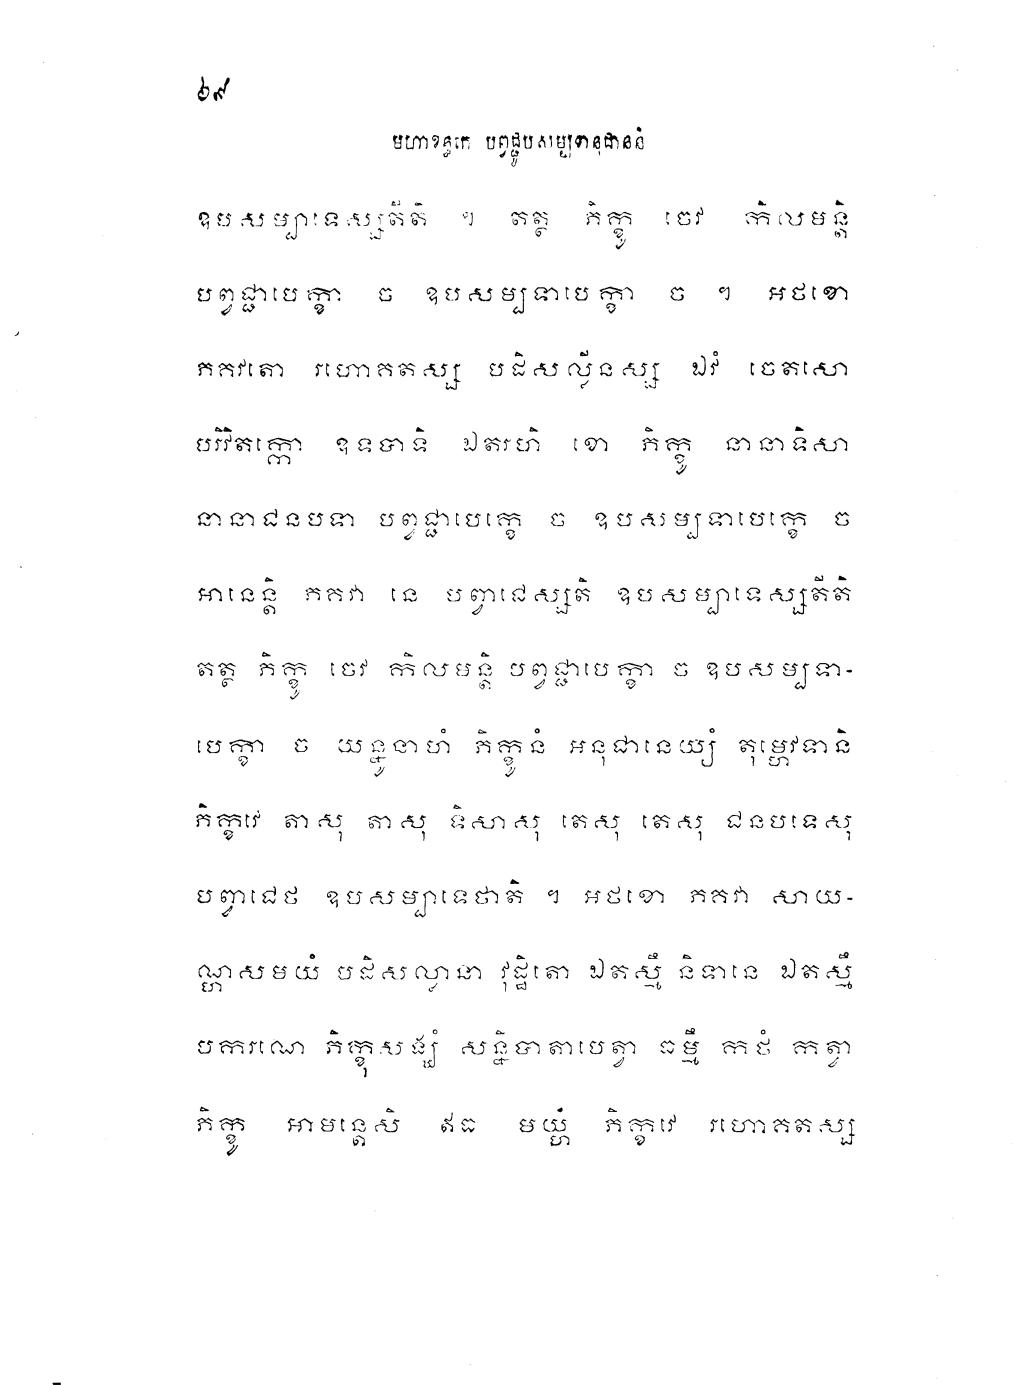 ៦៩
មហាខន្ធកេ បព្វជ្ជូបសម្បទានុជាននំ
ឧបសម្បាទេស្សតីតិ ។ តត្ថ ភិក្ខូ ចេវ កិលមន្តិ
បព្វជ្ជាបេក្ខា ច ឧបសម្បទាបេក្ខា ច ។ អថខោ
ភគវតោ រហោគតស្ស បដិសល្លីនស្ស ឯវំ ចេតសោ
បរិវិតក្កោ ឧទបាទិ ឯតរហិ ខោ ភិក្ខូ នានាទិសា
នានាជនបទា បព្វជ្ជាបេក្ខេ ច ឧបសម្បទាបេក្ខេ ច
អានេន្តិ ភគវា នេ បព្វាជេស្សតិ ឧបសម្បាទេស្សតីតិ
តត្ថ ភិក្ខូ ចេវ កិលមន្តិ បព្វជ្ជាបេក្ខា ច ឧបសម្បទា-
បេក្ខា ច យន្នូនាហំ ភិក្ខូនំ អនុជានេយ្យំ តុម្ហេវទានិ
ភិក្ខវេ តាសុ តាសុ ទិសាសុ តេសុ តេសុ ជនបទេសុ
បព្វាជេថ ឧបសម្បាទេថាតិ ។ អថខោ ភគវា សាយ-
ណ្ហសមយំ បដិសល្លានា វុដ្ឋិតោ ឯតស្មឹ និទានេ ឯតស្មឹ
បករណេ ភិក្ខុសង្ឃំ សន្និបាតាបេត្វា ធម្មឹ កថំ កត្វា
ភិក្ខូ អាមន្តេសិ ឥធ មយ្ហំ ភិក្ខវេ រហោគតស្ស